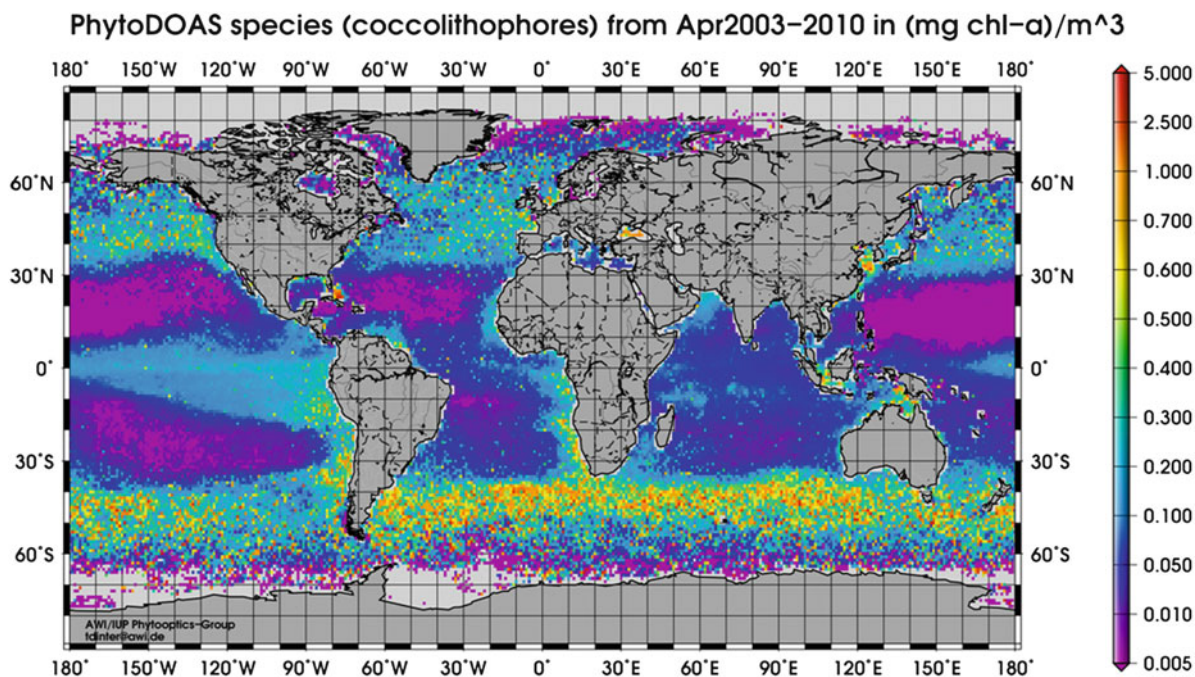 PhytoDOAS species (coccolithophores) from Apr2003-2010 in (mg chl-a)/m^3
180° 150°W 120°W 90°W 60°W 30°W 0° 30°E 60°E 90°E 120°E 150°E 180°
5.000
2.500
60°N 60°N
1.000
0.700
30°N 30°N
0.600
0.500
0° 0°
0.400
0.300
30°S 30°S
0.200
0.100
60°S 60°S
0.050
0.010
AWI/IUP Phytooptics-Group
tdinter@awi.de
0.005
180° 150°W 120°W 90°W 60°W 30°W 0° 30°E 60°E 90°E 120°E 150°E 180°